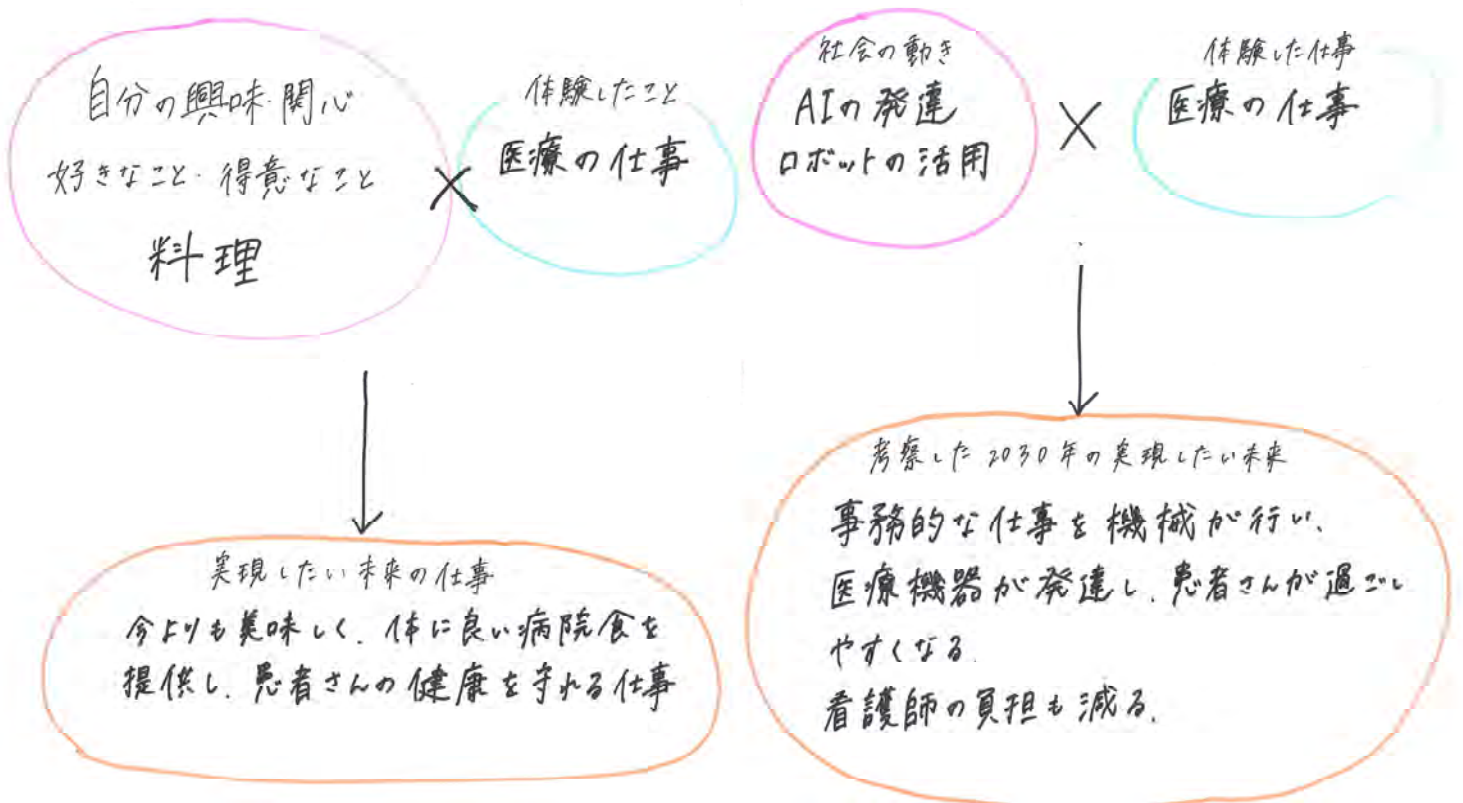 自分の興味・関心
好きなこと・得意なこと
料理
×
体験したこと
医療の仕事
実現したい未来の仕事
今よりも美味しく、体に良い病院食を
提供し、患者さんの健康を守れる仕事
社会の動き
AIの発達
ロボットの活用
×
体験した仕事
医療の仕事
考察した2030年の実現したい未来
事務的な仕事を機械が行い、
医療機器が発達し、患者さんが過ごし
やすくなる。
看護師の負担も減る。